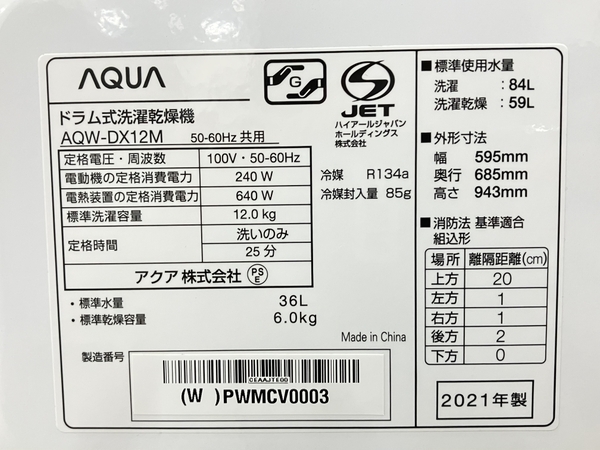 AQUA
G
JET
ハイアールジャパン
ホールディングス
株式会社
ドラム式洗濯乾燥機
AQW-DX12M 50-60Hz 共用
定格電圧・周波数 100V・50-60Hz
電動機の定格消費電力 240 W
電熱装置の定格消費電力 640 W
標準洗濯容量 12.0 kg
定格時間 洗いのみ
25 分
アクア 株式会社 PSE
・標準水量 36L
・標準乾燥容量 6.0kg
冷媒 R134a
冷媒封入量 85g
■標準使用水量
洗濯 : 84L
洗濯乾燥 : 59L
■外形寸法
幅 595mm
奥行 685mm
高さ 943mm
■消防法 基準適合
組込形
場所 離隔距離(cm)
上方 20
左方 1
右方 1
後方 2
下方 0
Made in China
製造番号
CEAAJTE00
(W ) PWMCV0003
2021年製